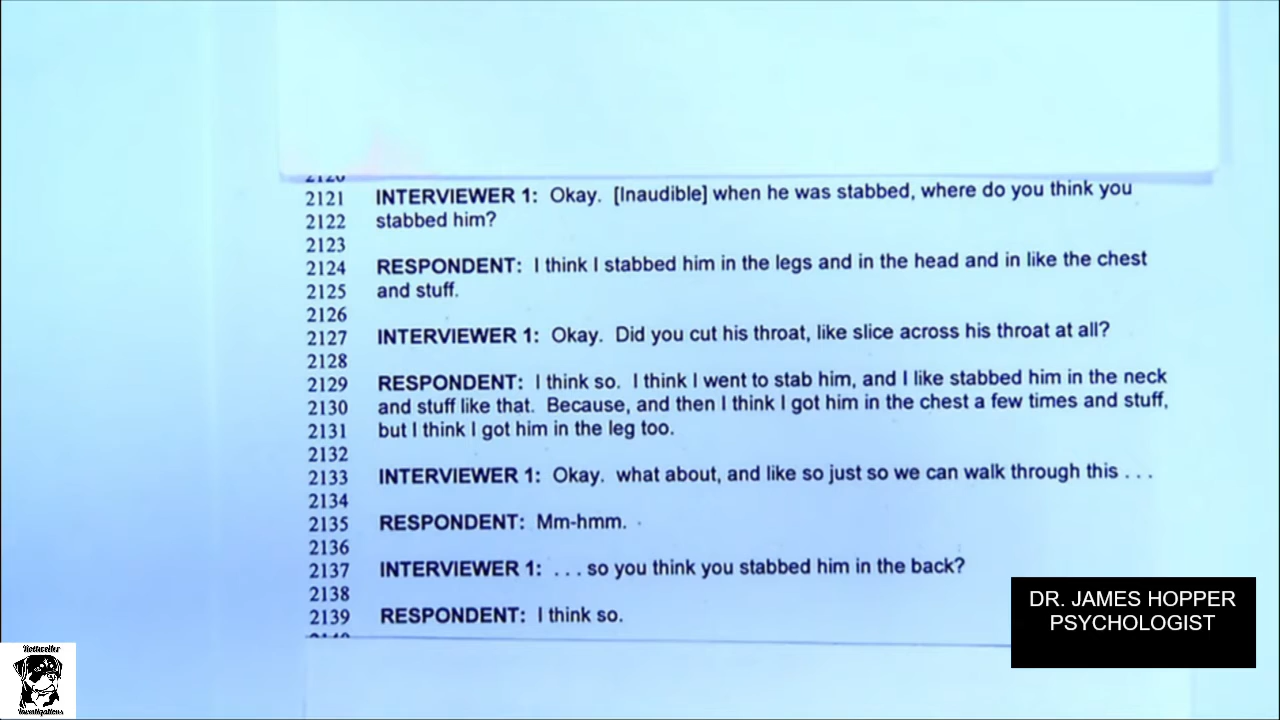 2121 INTERVIEWER 1: Okay. [Inaudible] when he was stabbed, where do you think you
2122 stabbed him?
2123
2124 RESPONDENT: I think I stabbed him in the legs and in the head and in like the chest
2125 and stuff.
2126
2127 INTERVIEWER 1: Okay. Did you cut his throat, like slice across his throat at all?
2128
2129 RESPONDENT: I think so. I think I went to stab him, and I like stabbed him in the neck
2130 and stuff like that. Because, and then I think I got him in the chest a few times and stuff,
2131 but I think I got him in the leg too.
2132
2133 INTERVIEWER 1: Okay. what about, and like so just so we can walk through this . . .
2134
2135 RESPONDENT: Mm-hmm.
2136
2137 INTERVIEWER 1: . . . so you think you stabbed him in the back?
2138
2139 RESPONDENT: I think so.
DR. JAMES HOPPER
PSYCHOLOGIST
Rottweiler
Investigations